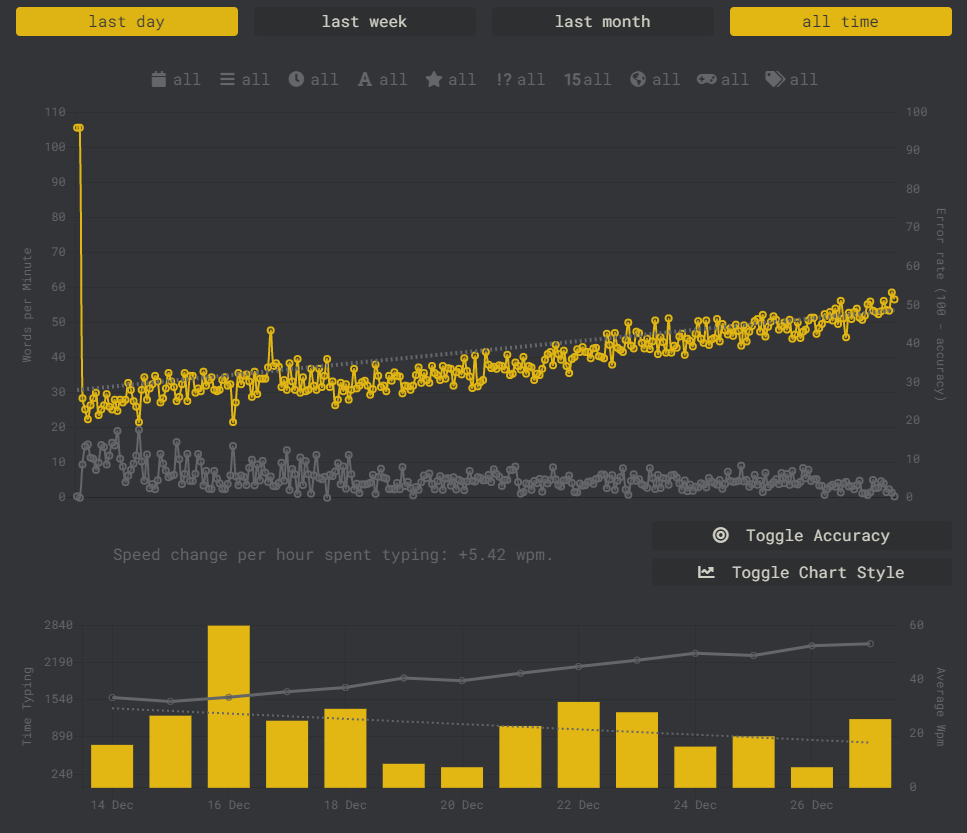 last day last week last month all time
all all all A all all !? all 15 all all all all
110 100
100 90
90 80
80 70
70 60
60 50
50 40
40 30
30 20
20 10
10 0
0
Words per Minute
Error rate (100 - accuracy)
Speed change per hour spent typing: +5.42 wpm.
Toggle Accuracy
Toggle Chart Style
2840 60
2190 40
1540 20
890 0
240
Time Typing
Average Wpm
14 Dec 16 Dec 18 Dec 20 Dec 22 Dec 24 Dec 26 Dec